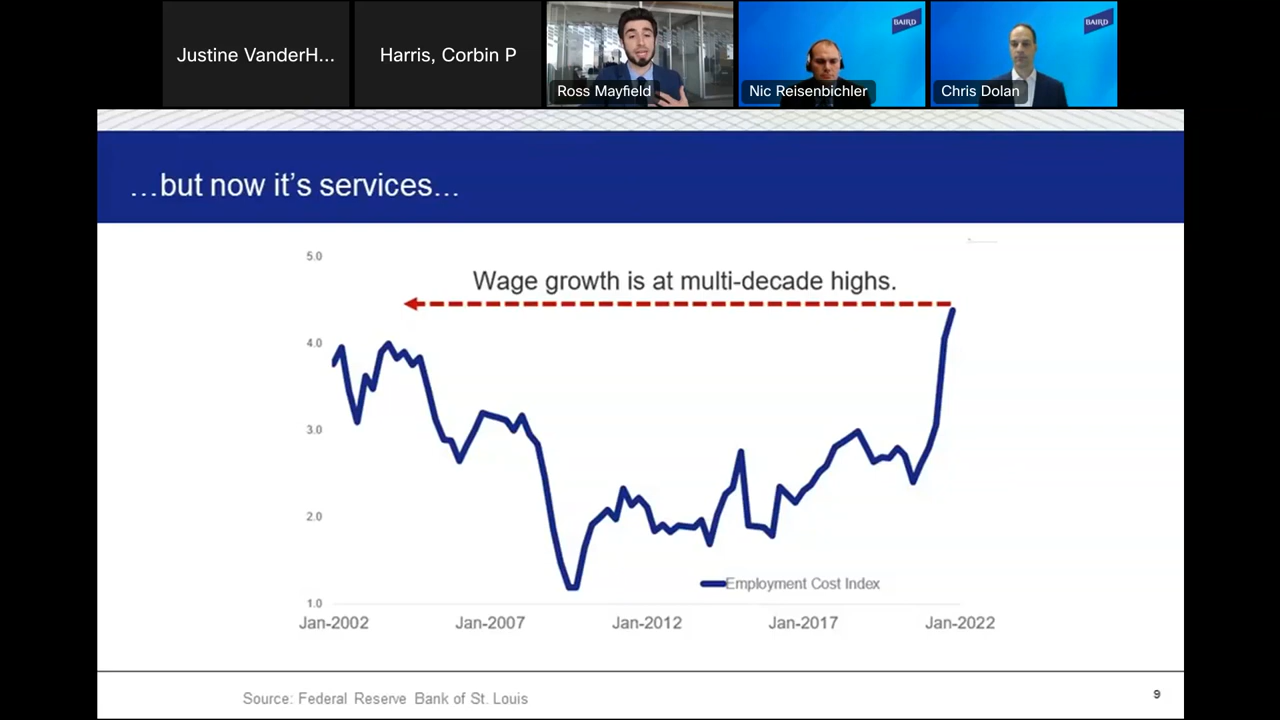 Justine VanderH...
Harris, Corbin P
Ross Mayfield
BAIRD
Nic Reisenbichler
BAIRD
Chris Dolan
...but now it's services...
5.0
Wage growth is at multi-decade highs.
4.0
3.0
2.0
Employment Cost Index
1.0
Jan-2002
Jan-2007
Jan-2012
Jan-2017
Jan-2022
Source: Federal Reserve Bank of St. Louis
9